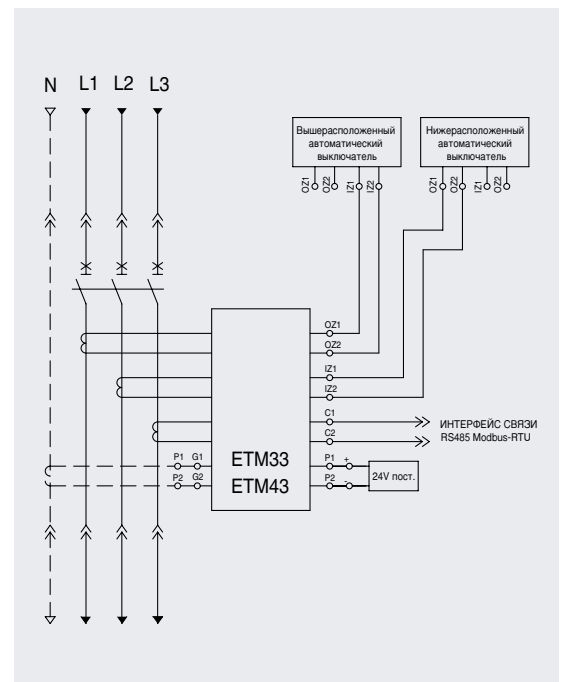 N L1 L2 L3
Вышерасположенный
автоматический
выключатель
Нижерасположенный
автоматический
выключатель
OZ1 OZ2 IZ1 IZ2
OZ1 OZ2 IZ1 OZ2
OZ1
OZ2
IZ1
IZ2
C1
C2
ИНТЕРФЕЙС СВЯЗИ
RS485 Modbus-RTU
P1 G1
P2 G2
ETM33
ETM43
P1 +
P2 -
24V пост.